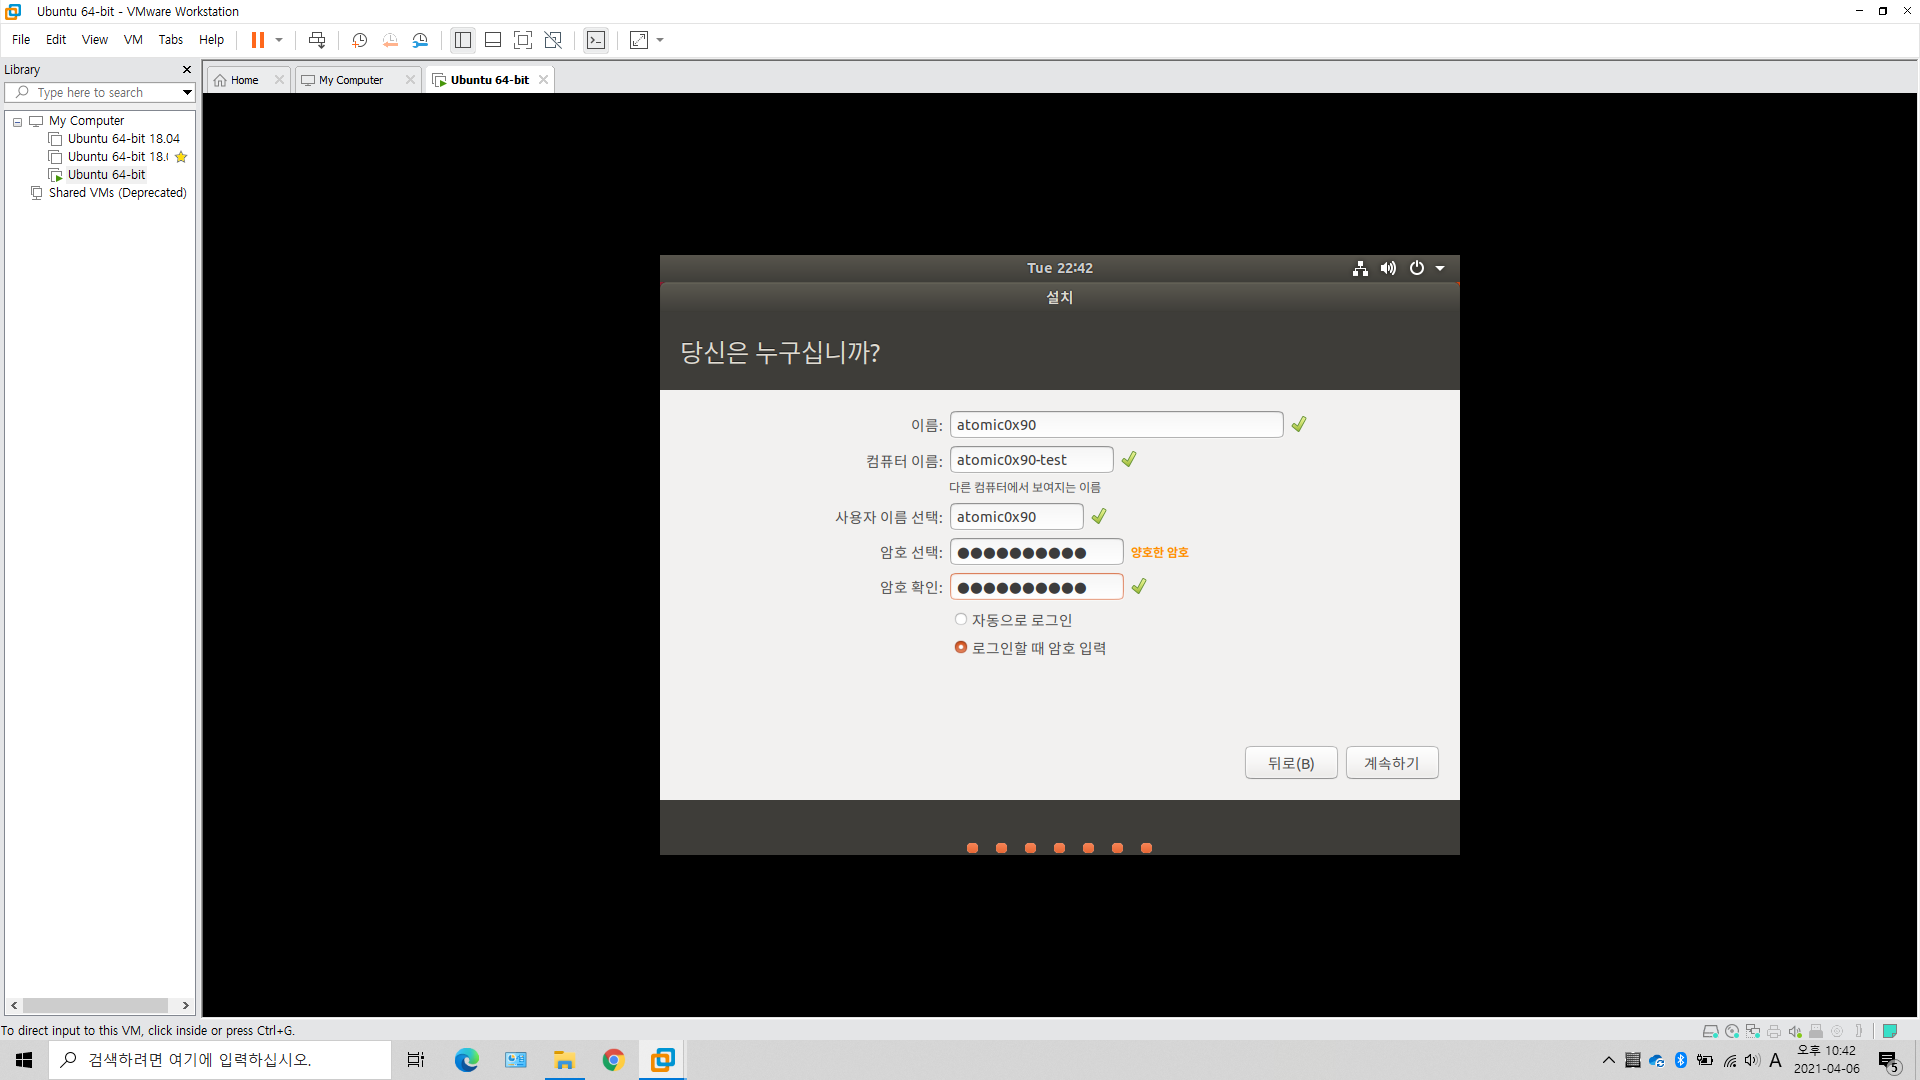 Ubuntu 64-bit - VMware Workstation
File Edit View VM Tabs Help
Library
Type here to search
Home
My Computer
Ubuntu 64-bit
My Computer
Ubuntu 64-bit 18.04
Ubuntu 64-bit 18.
Ubuntu 64-bit
Shared VMs (Deprecated)
Tue 22:42
설치
당신은 누구십니까?
이름: atomic0x90
컴퓨터 이름: atomic0x90-test
다른 컴퓨터에서 보여지는 이름
사용자 이름 선택: atomic0x90
암호 선택: ●●●●●●●●●● 양호한 암호
암호 확인: ●●●●●●●●●●
자동으로 로그인
로그인할 때 암호 입력
뒤로(B) 계속하기
To direct input to this VM, click inside or press Ctrl+G.
검색하려면 여기에 입력하십시오.
A
오후 10:42
2021-04-06
5